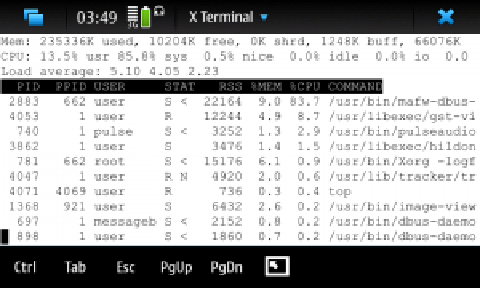 03:49 X Terminal
Mem: 235336K used, 10204K free, 0K shrd, 1248K buff, 66076K
CPU: 13.5% usr 85.8% sys 0.5% nice 0.0% idle 0.0% io 0.0
Load average: 5.10 4.05 2.23
PID PPID USER STAT RSS %MEM %CPU COMMAND
2883 662 user S < 22164 9.0 83.7 /usr/bin/mafw-dbus-
4053 1 user R 12244 4.9 8.7 /usr/libexec/gst-vi
740 1 pulse S < 3252 1.3 2.9 /usr/bin/pulseaudio
3862 1 user S 3476 1.4 1.5 /usr/libexec/hildon
781 662 root S < 15176 6.1 0.9 /usr/bin/Xorg -logf
4047 1 user R N 4920 2.0 0.6 /usr/lib/tracker/tr
4071 4069 user R 736 0.3 0.4 top
1368 921 user S 6432 2.6 0.2 /usr/bin/image-view
697 1 messageb S < 2152 0.8 0.2 /usr/bin/dbus-daemo
898 1 user S < 1860 0.7 0.2 /usr/bin/dbus-daemo
Ctrl Tab Esc PgUp PgDn